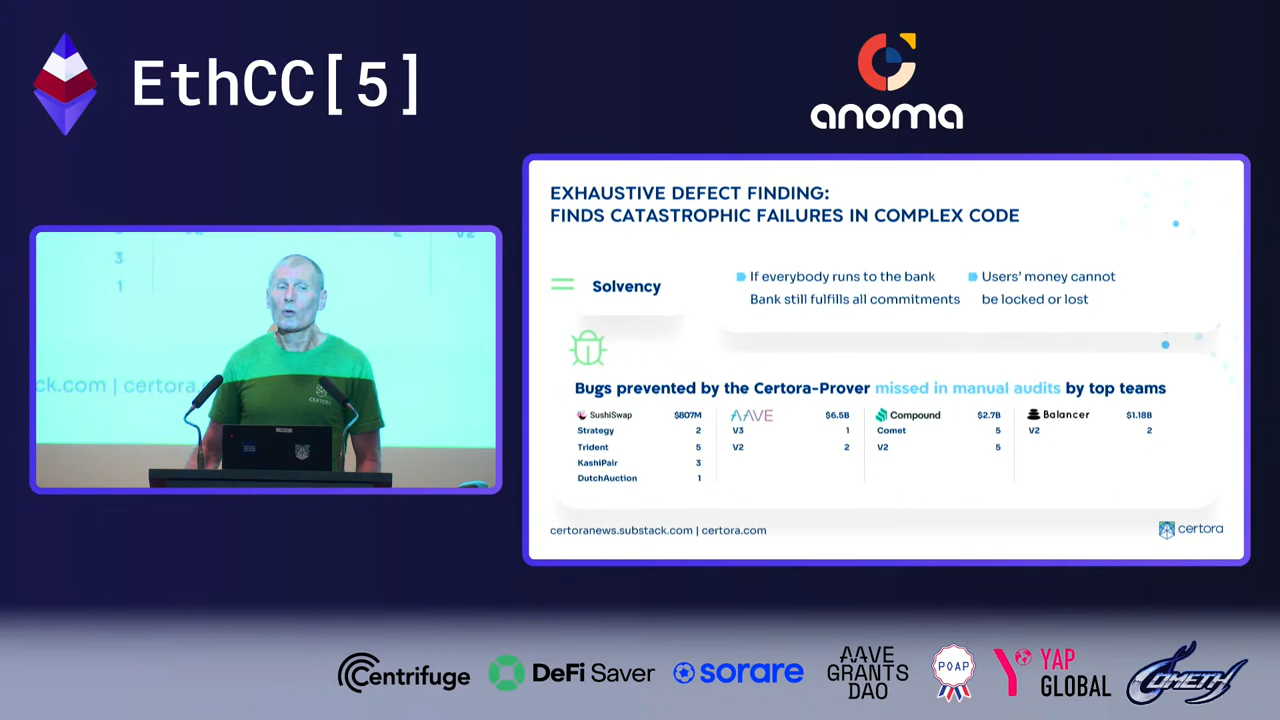 EthCC[5]
anoma
EXHAUSTIVE DEFECT FINDING:
FINDS CATASTROPHIC FAILURES IN COMPLEX CODE
Solvency
If everybody runs to the bank
Bank still fulfills all commitments
Users' money cannot
be locked or lost
Bugs prevented by the Certora-Prover missed in manual audits by top teams
SushiSwap $807M
Strategy 2
Trident 5
KashiPair 3
DutchAuction 1
AAVE $6.5B
V3 1
V2 2
Compound $2.7B
Comet 5
V2 5
Balancer $1.18B
V2 2
certoranews.substack.com | certora.com
certora
3
1
ck.com | certora.
CERTORA
Centrifuge
DeFi Saver
sorare
AAVE
GRANTS
DAO
POAP
YAP
GLOBAL
COMETH